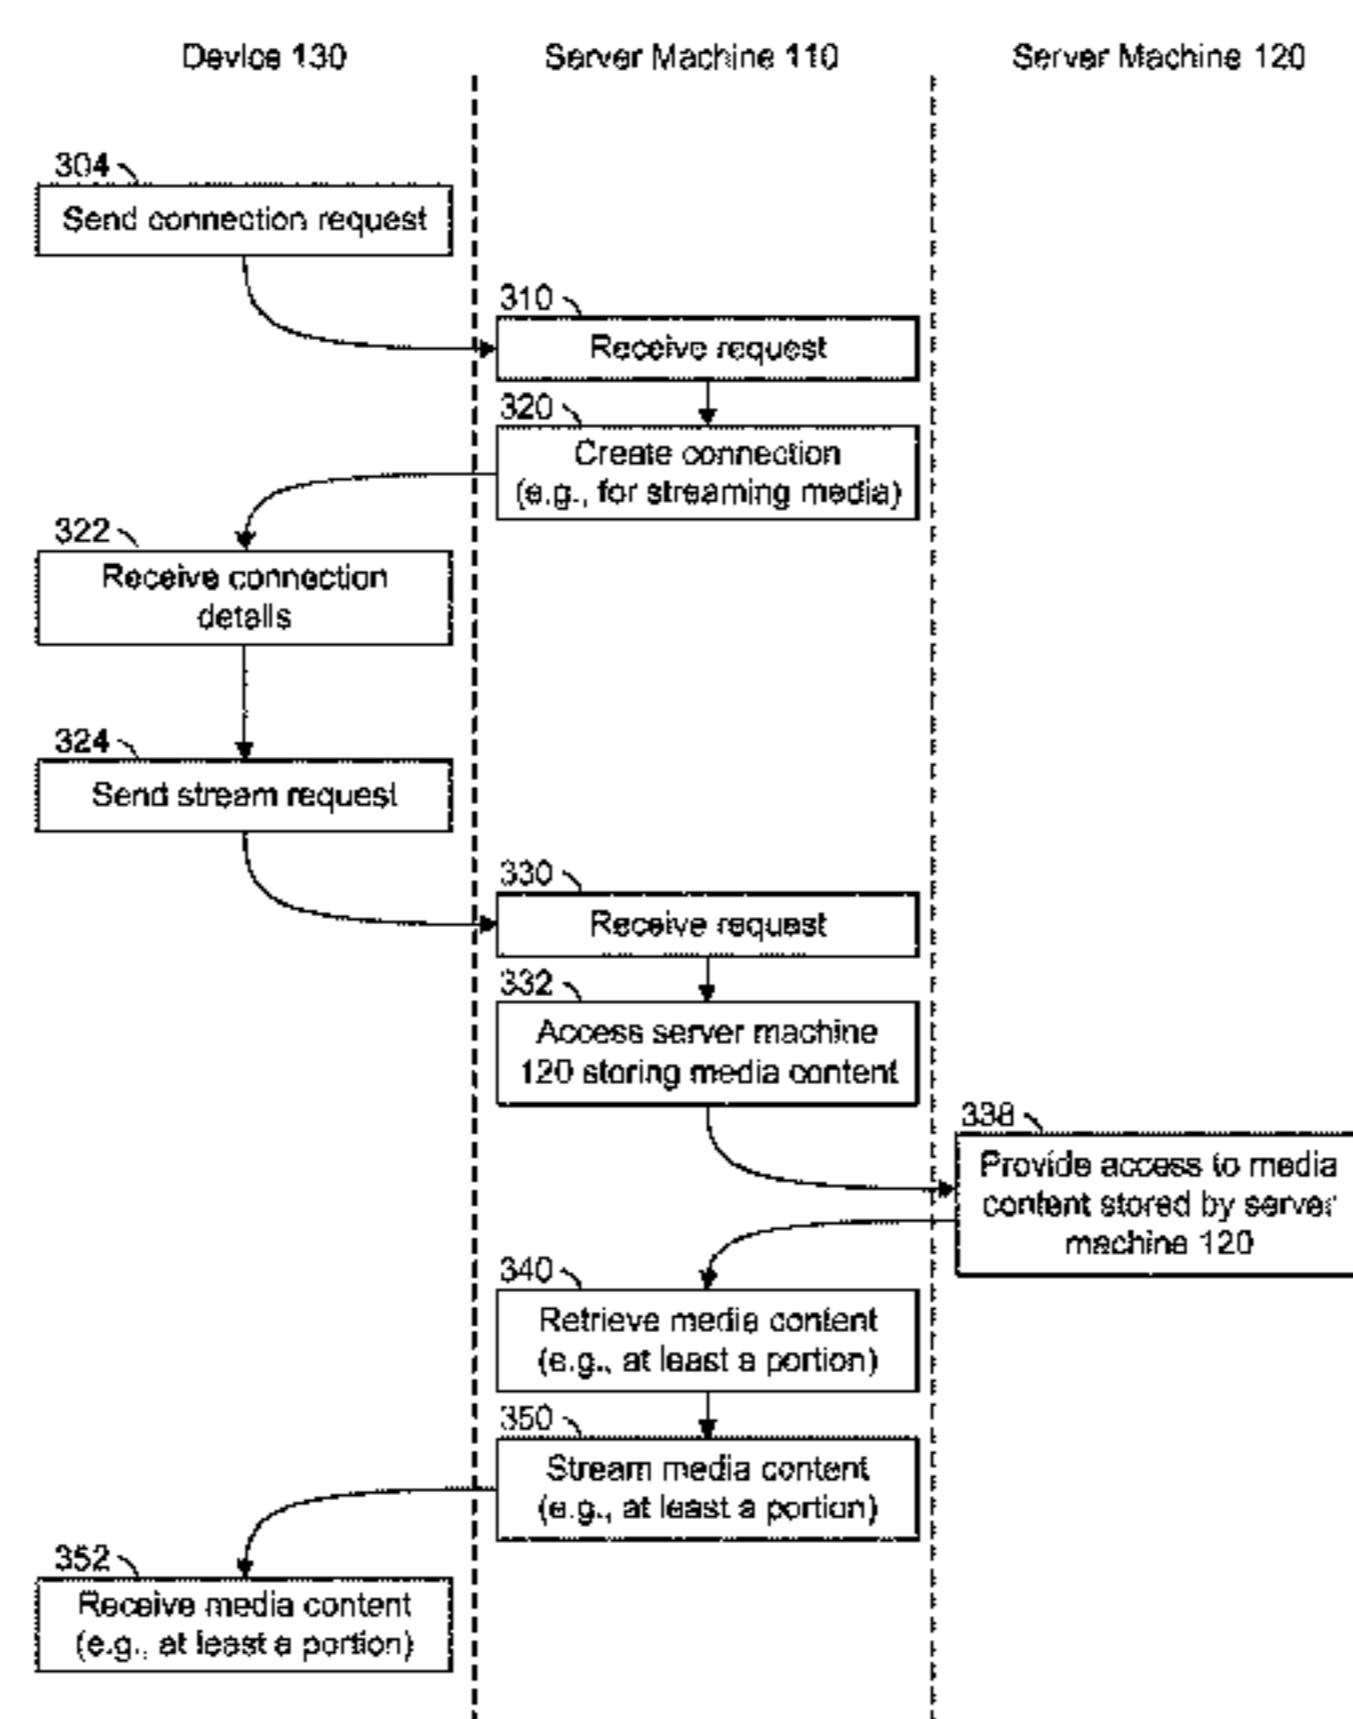 Device 130
Server Machine 110
Server Machine 120
304
Send connection request
310
Receive request
320
Create connection
(e.g., for streaming media)
322
Receive connection
details
324
Send stream request
330
Receive request
332
Access server machine
120 storing media content
338
Provide access to media
content stored by server
machine 120
340
Retrieve media content
(e.g., at least a portion)
350
Stream media content
(e.g., at least a portion)
352
Receive media content
(e.g., at least a portion)